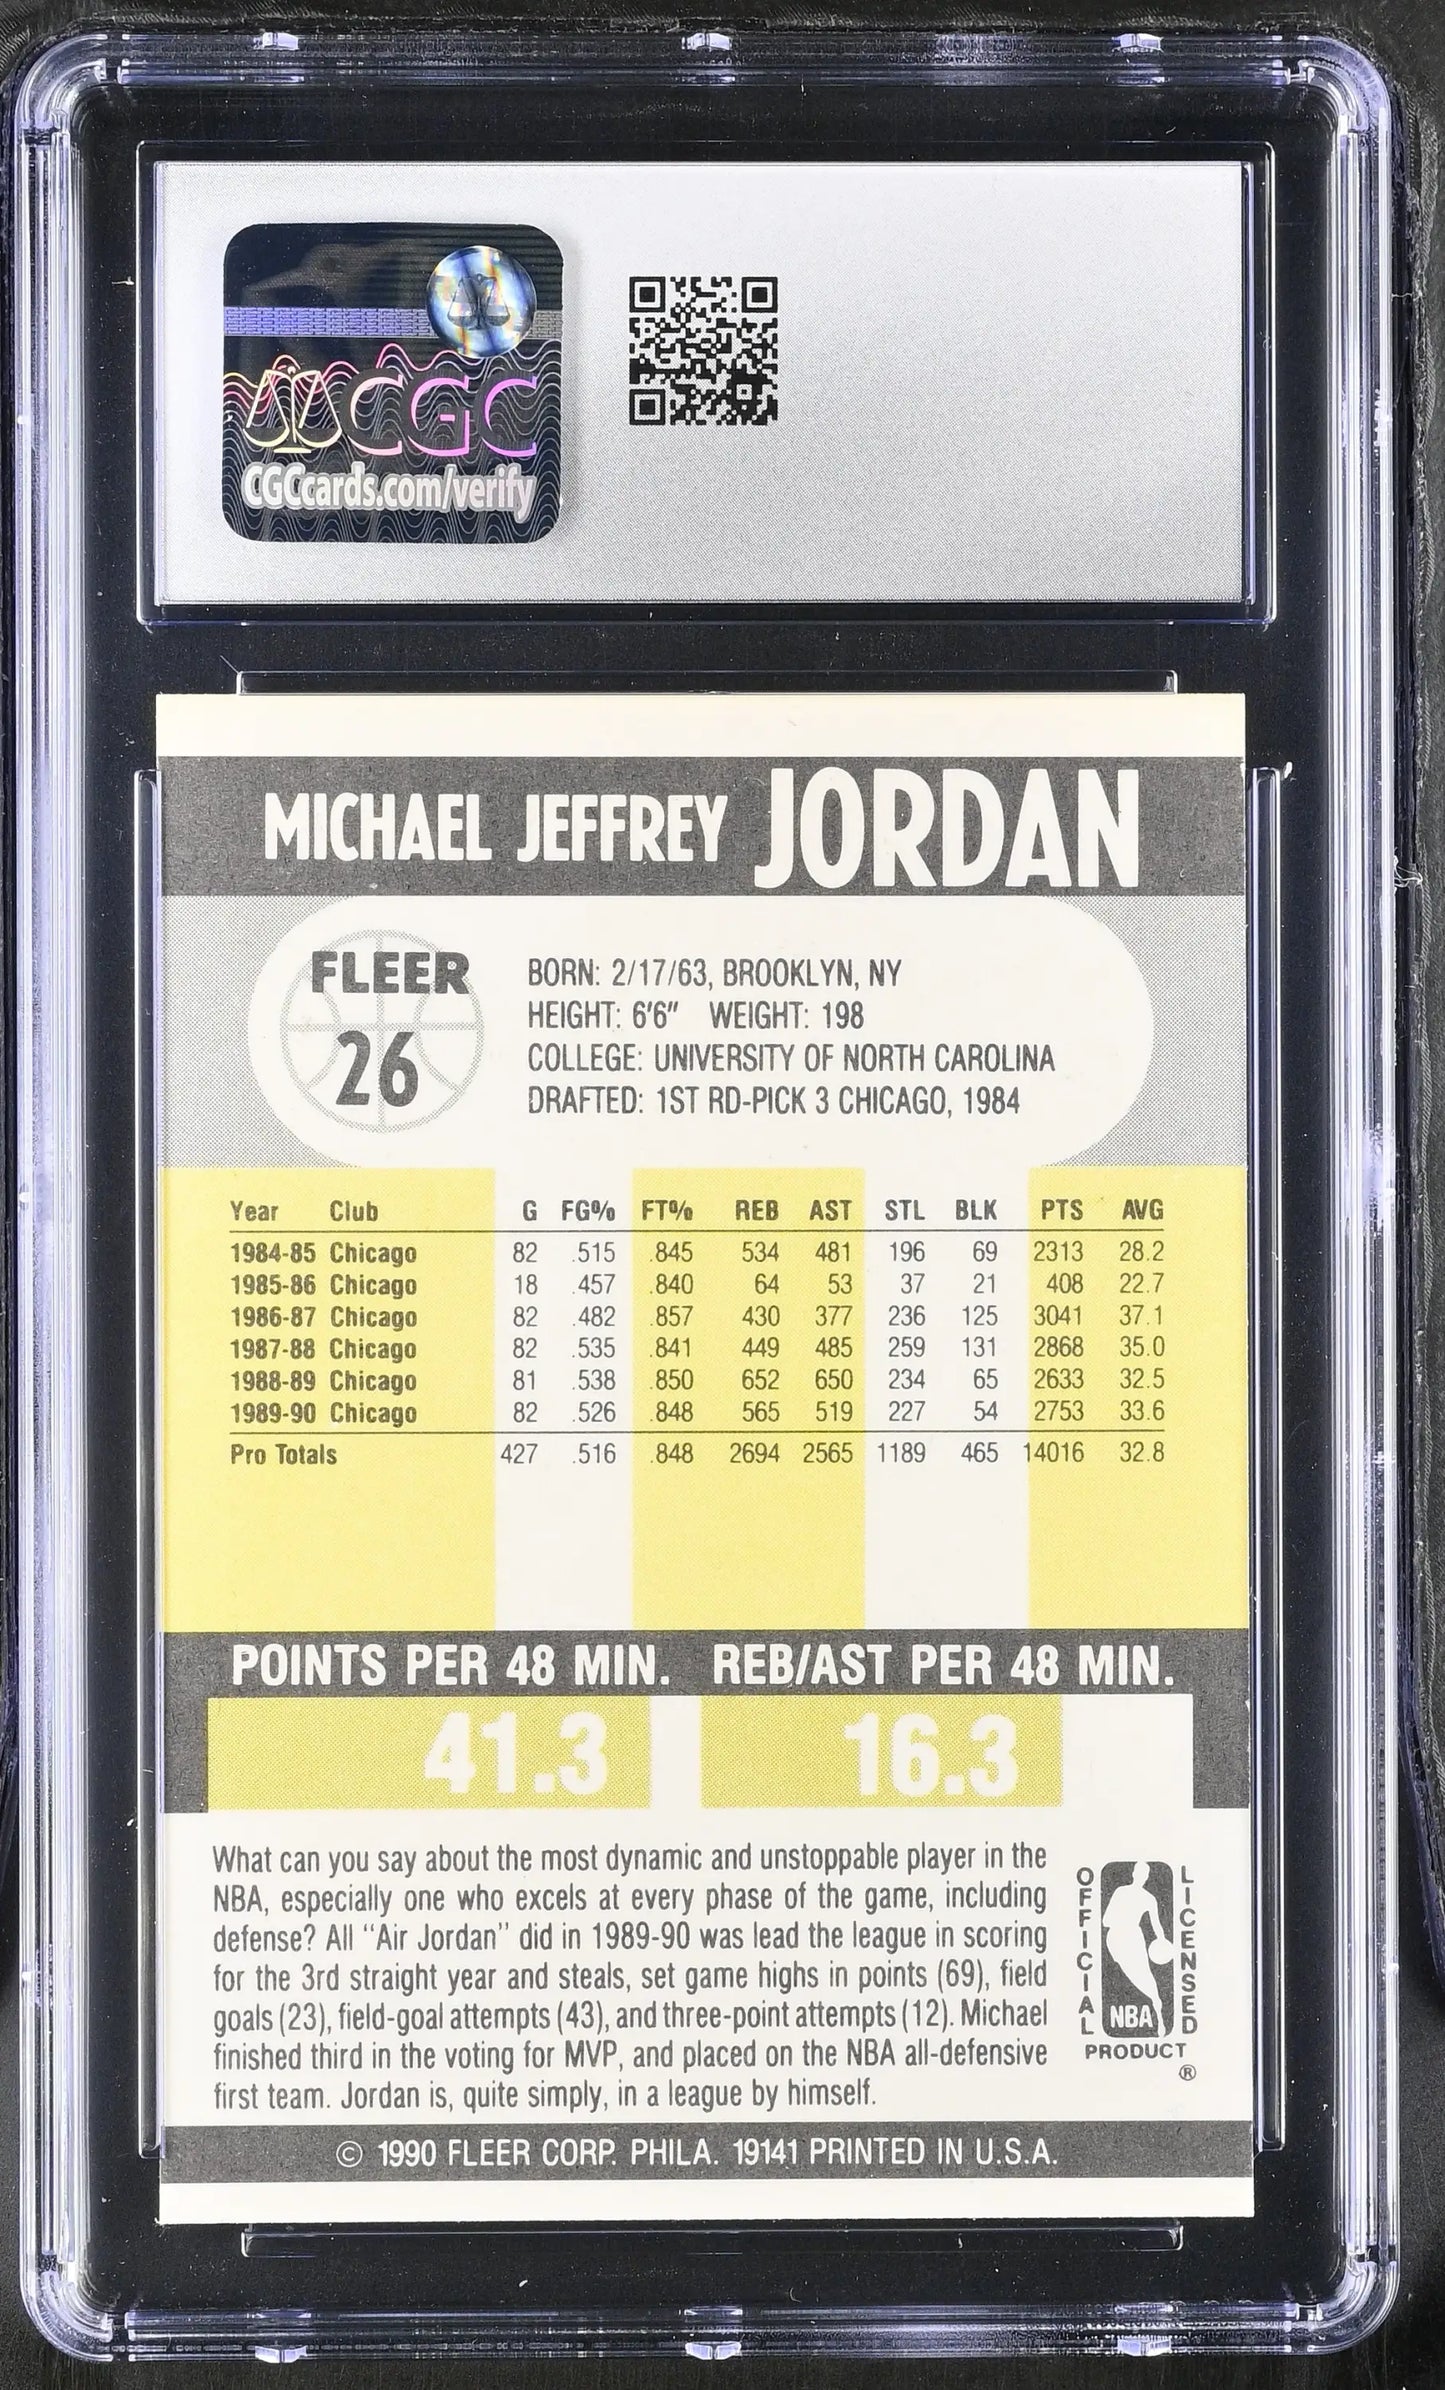 CGC
CGCcards.com/verify
MICHAEL JEFFREY JORDAN
FLEER
26
BORN: 2/17/63, BROOKLYN, NY
HEIGHT: 6'6" WEIGHT: 198
COLLEGE: UNIVERSITY OF NORTH CAROLINA
DRAFTED: 1ST RD-PICK 3 CHICAGO, 1984
Year Club G FG% FT% REB AST STL BLK PTS AVG
1984-85 Chicago 82 .515 .845 534 481 196 69 2313 28.2
1985-86 Chicago 18 .457 .840 64 53 37 21 408 22.7
1986-87 Chicago 82 .482 .857 430 377 236 125 3041 37.1
1987-88 Chicago 82 .535 .841 449 485 259 131 2868 35.0
1988-89 Chicago 81 .538 .850 652 650 234 65 2633 32.5
1989-90 Chicago 82 .526 .848 565 519 227 54 2753 33.6
Pro Totals 427 .516 .848 2694 2565 1189 465 14016 32.8
POINTS PER 48 MIN. REB/AST PER 48 MIN.
41.3 16.3
What can you say about the most dynamic and unstoppable player in the
NBA, especially one who excels at every phase of the game, including
defense? All "Air Jordan" did in 1989-90 was lead the league in scoring
for the 3rd straight year and steals, set game highs in points (69), field
goals (23), field-goal attempts (43), and three-point attempts (12). Michael
finished third in the voting for MVP, and placed on the NBA all-defensive
first team. Jordan is, quite simply, in a league by himself.
OFFICIAL
NBA
LICENSED
PRODUCT
®
© 1990 FLEER CORP. PHILA. 19141 PRINTED IN U.S.A.